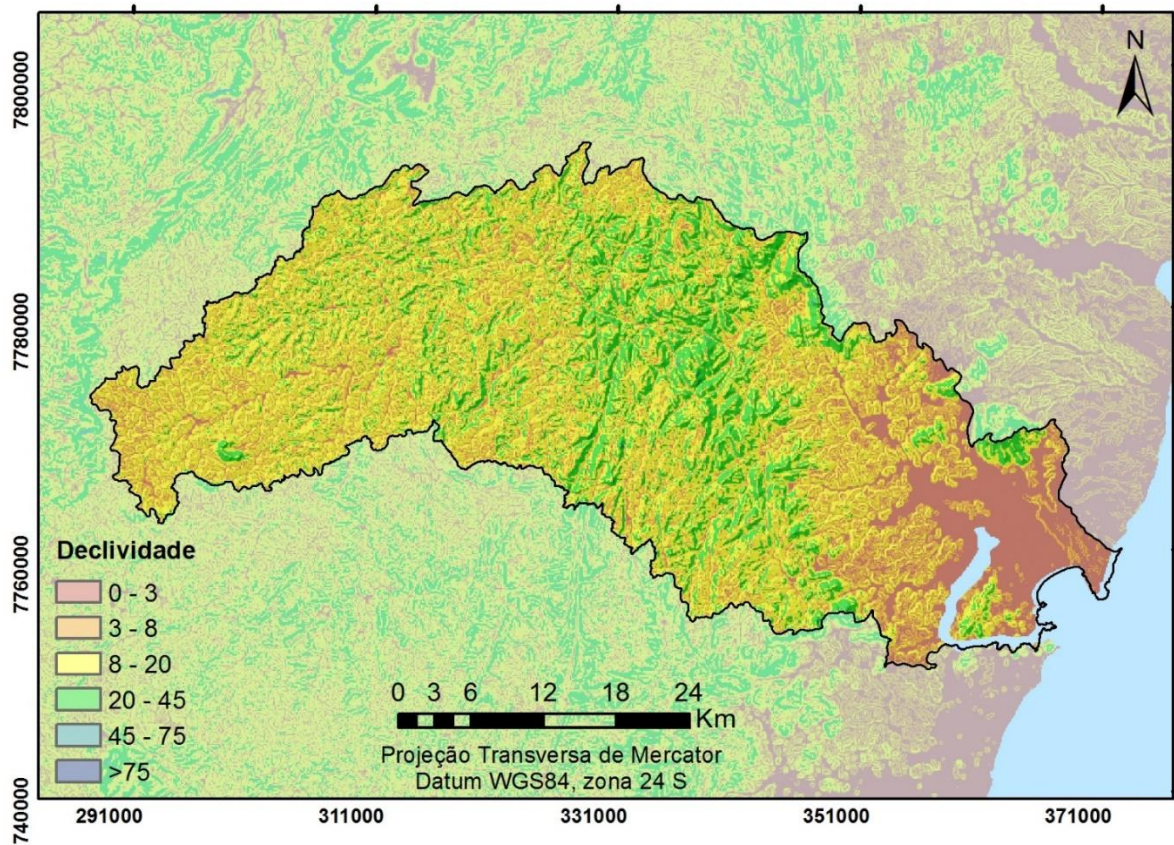 N
7800000
7780000
7760000
7740000
Declividade
0 - 3
3 - 8
8 - 20
20 - 45
45 - 75
>75
0 3 6 12 18 24
Km
Projeção Transversa de Mercator
Datum WGS84, zona 24 S
291000 311000 331000 351000 371000